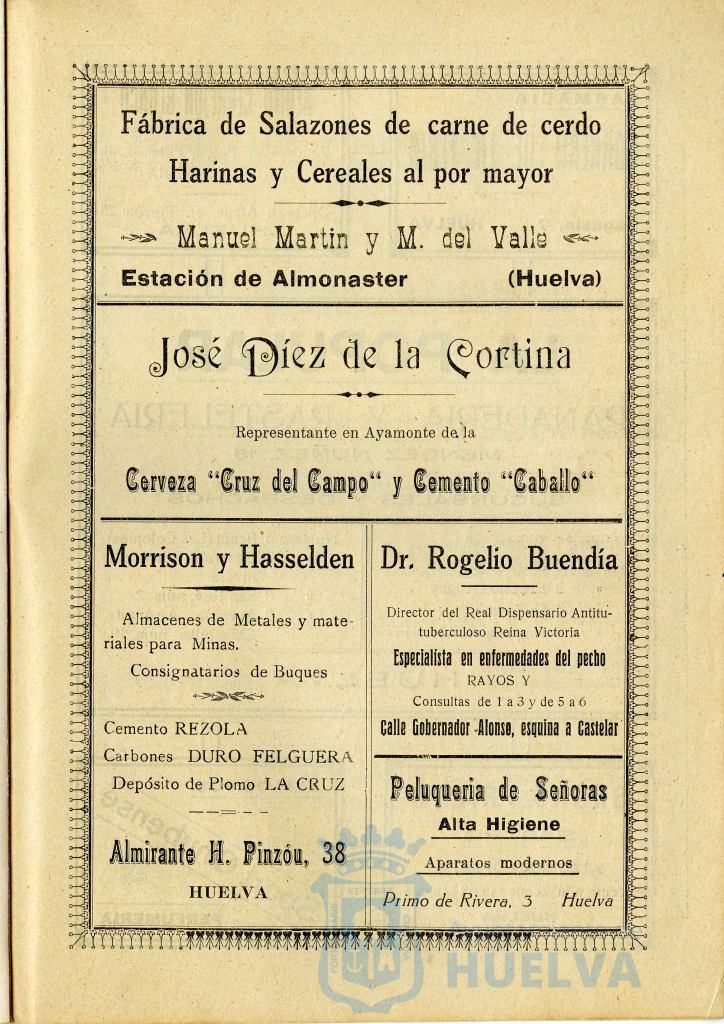 Fábrica de Salazones de carne de cerdo
Harinas y Cereales al por mayor
Manuel Martin y M. del Valle
Estación de Almonaster (Huelva)
José Díez de la Cortina
Representante en Ayamonte de la
Cerveza "Cruz del Campo" y Cemento "Caballo"
Morrison y Hasselden
Almacenes de Metales y mate-
riales para Minas.
Consignatarios de Buques
Cemento REZOLA
Carbones DURO FELGUERA
Depósito de Plomo LA CRUZ
Almirante H. Pinzóu, 38
HUELVA
Dr. Rogelio Buendía
Director del Real Dispensario Antitu-
tuberculoso Reina Victoria
Especialista en enfermedades del pecho
RAYOS Y
Consultas de 1 a 3 y de 5 a 6
Calle Gobernador Alonso, esquina a Castelar
Peluqueria de Señoras
Alta Higiene
Aparatos modernos
Primo de Rivera, 3 Huelva
HUELVA